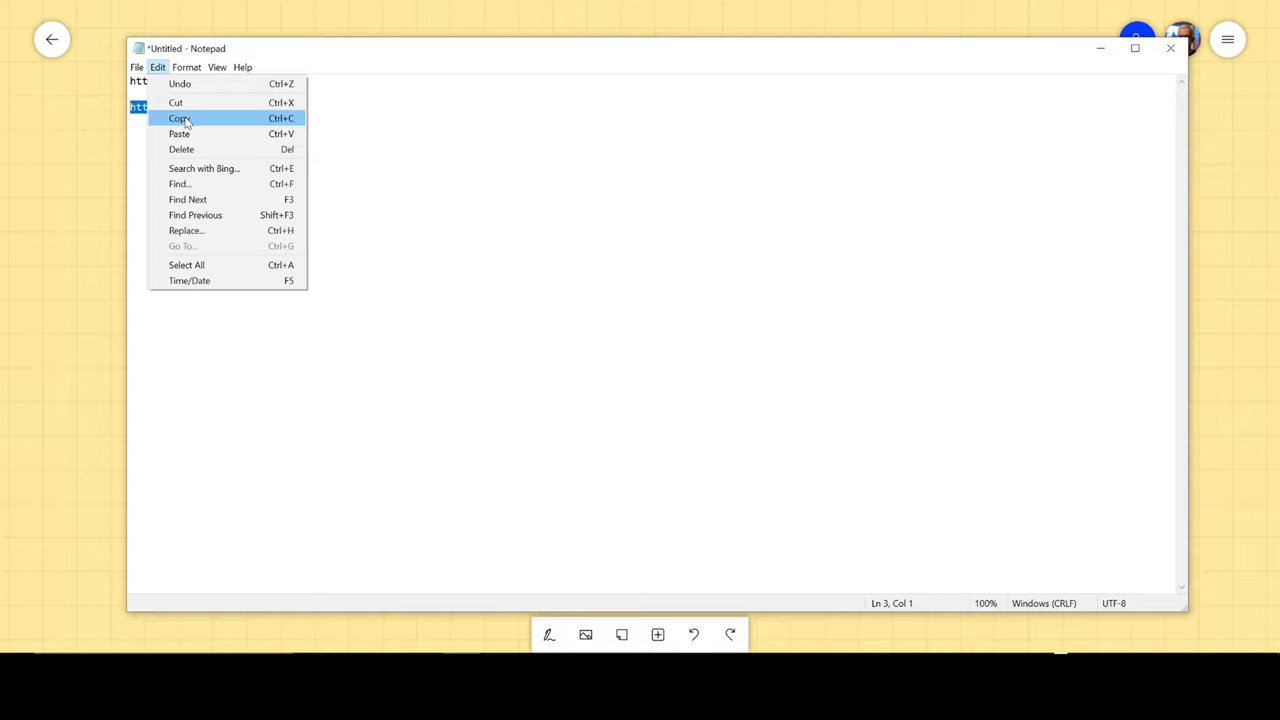 *Untitled - Notepad
File Edit Format View Help
htt
Undo Ctrl+Z
Cut Ctrl+X
htt
Copy Ctrl+C
Paste Ctrl+V
Delete Del
Search with Bing... Ctrl+E
Find... Ctrl+F
Find Next F3
Find Previous Shift+F3
Replace... Ctrl+H
Go To... Ctrl+G
Select All Ctrl+A
Time/Date F5
Ln 3, Col 1 100% Windows (CRLF) UTF-8